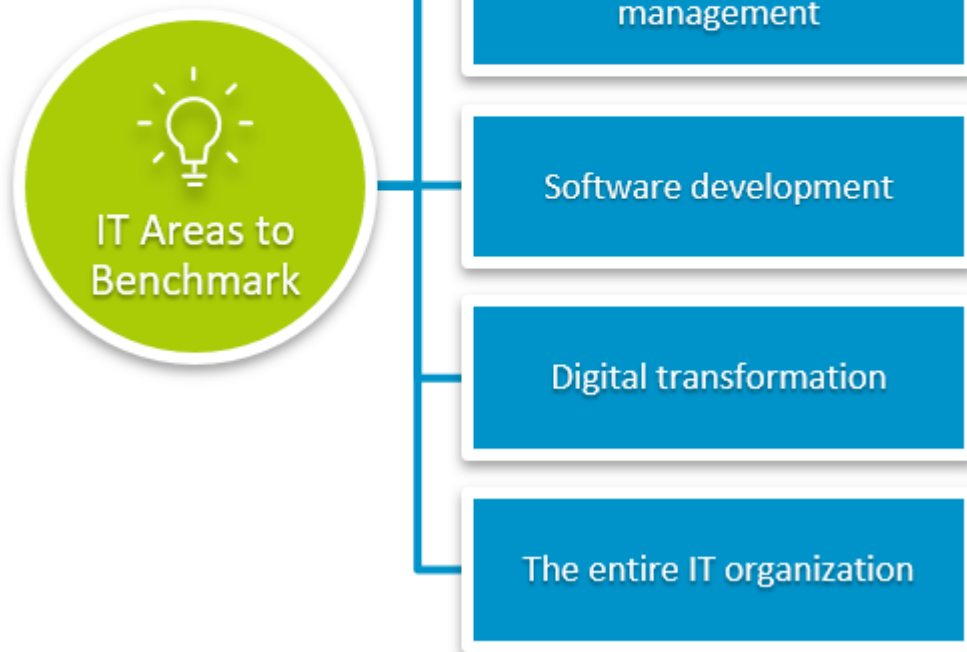 IT Areas to
Benchmark
management
Software development
Digital transformation
The entire IT organization